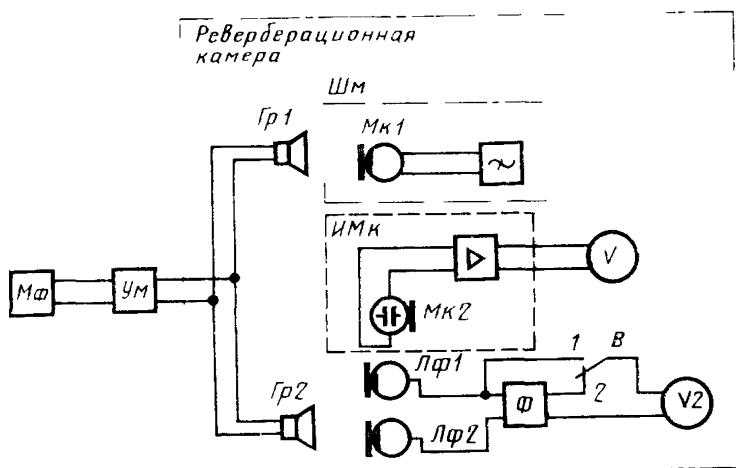 Реверберационная
камера
Шм
Гр1
Мк1
ИМк
V
Мф
Ум
Мк2
1
В
Лф1
Гр2
Ф
2
V2
Лф2